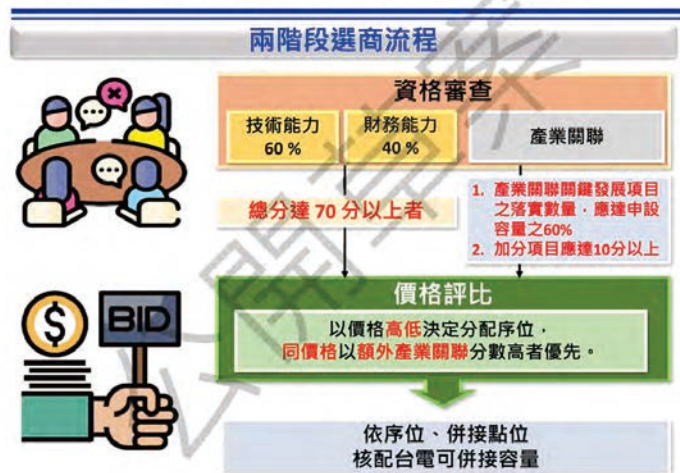 兩階段選商流程
資格審查
技術能力
60 %
財務能力
40 %
產業關聯
總分達 70 分以上者
1. 產業關聯關鍵發展項目
之落實數量，應達申設
容量之60%
2. 加分項目應達10分以上
價格評比
以價格高低決定分配序位，
同價格以額外產業關聯分數高者優先。
BID
$
依序位、併接點位
核配台電可併接容量
公開草案